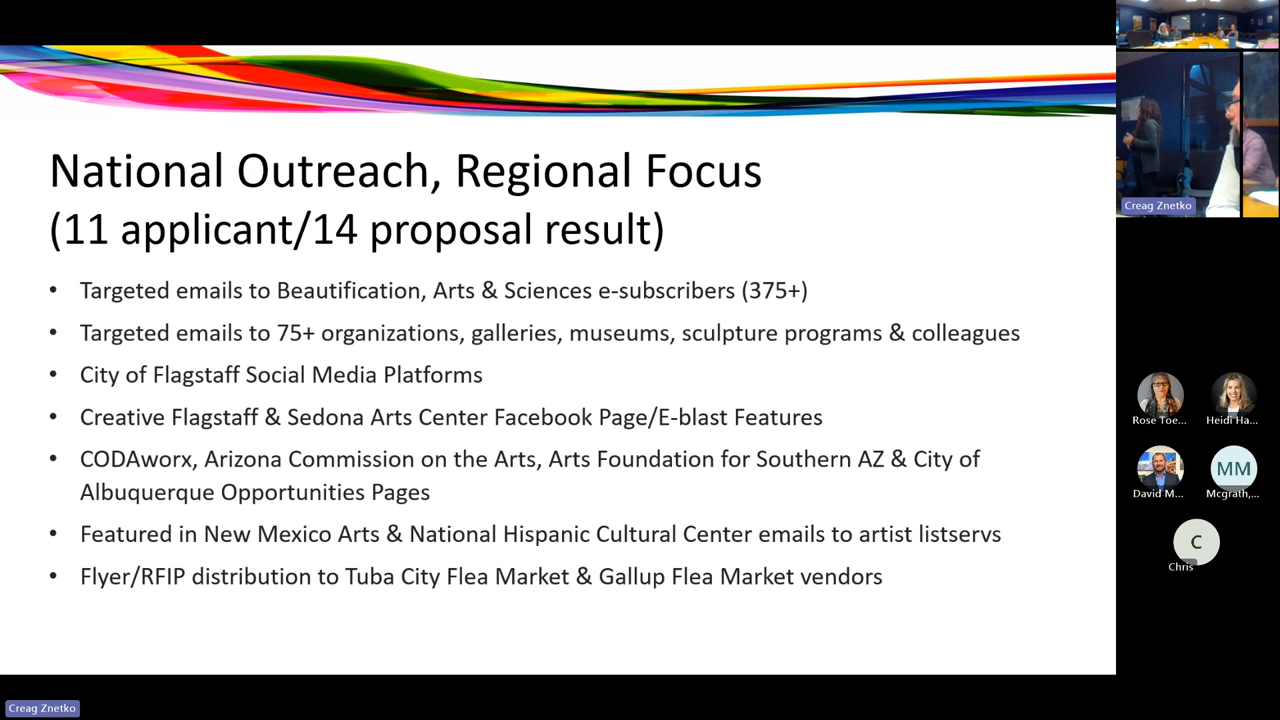 National Outreach, Regional Focus
(11 applicant/14 proposal result)
• Targeted emails to Beautification, Arts & Sciences e-subscribers (375+)
• Targeted emails to 75+ organizations, galleries, museums, sculpture programs & colleagues
• City of Flagstaff Social Media Platforms
• Creative Flagstaff & Sedona Arts Center Facebook Page/E-blast Features
• CODAworx, Arizona Commission on the Arts, Arts Foundation for Southern AZ & City of
Albuquerque Opportunities Pages
• Featured in New Mexico Arts & National Hispanic Cultural Center emails to artist listservs
• Flyer/RFIP distribution to Tuba City Flea Market & Gallup Flea Market vendors
Creag Znetko
Rose Toe...
Heidi Ha...
David M...
MM
Mcgrath,...
C
Chris
Creag Znetko